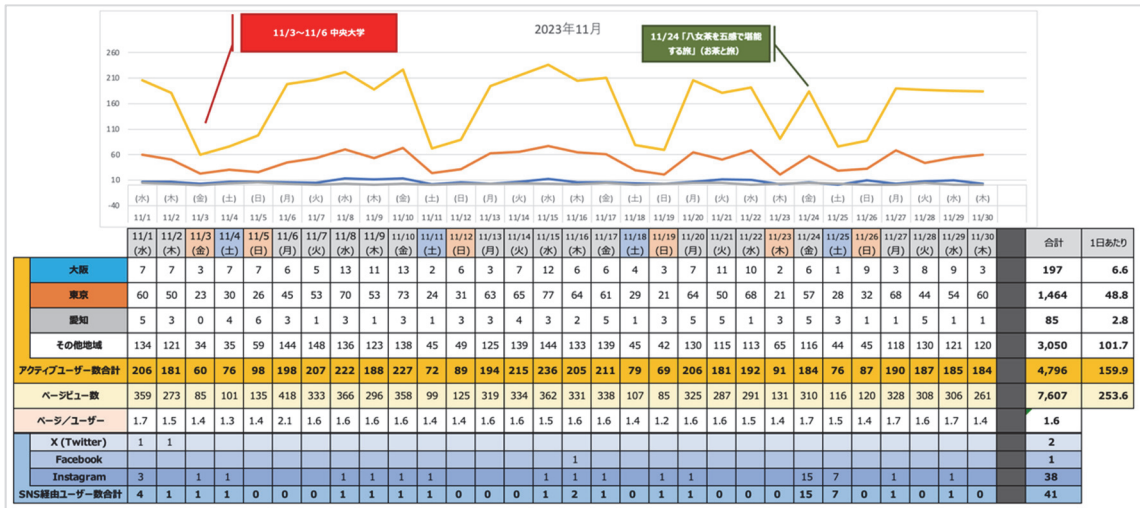 2023年11月
11/3～11/6 中央大学
11/24「八女茶を五感で堪能
する旅」（お茶と旅）
260
210
160
110
60
10
-40
(水) (木) (金) (土) (日) (月) (火) (水) (木) (金) (土) (日) (月) (火) (水) (木) (金) (土) (日) (月) (火) (水) (木) (金) (土) (日) (月) (火) (水) (木)
11/1 11/2 11/3 11/4 11/5 11/6 11/7 11/8 11/9 11/10 11/11 11/12 11/13 11/14 11/15 11/16 11/17 11/18 11/19 11/20 11/21 11/22 11/23 11/24 11/25 11/26 11/27 11/28 11/29 11/30
11/1 11/2 11/3 11/4 11/5 11/6 11/7 11/8 11/9 11/10 11/11 11/12 11/13 11/14 11/15 11/16 11/17 11/18 11/19 11/20 11/21 11/22 11/23 11/24 11/25 11/26 11/27 11/28 11/29 11/30 合計 1日あたり
(水) (木) (金) (土) (日) (月) (火) (水) (木) (金) (土) (日) (月) (火) (水) (木) (金) (土) (日) (月) (火) (水) (木) (金) (土) (日) (月) (火) (水) (木)
大阪 7 7 3 7 7 6 5 13 11 13 2 6 3 7 12 6 6 4 3 7 11 10 2 6 1 9 3 8 9 3 197 6.6
東京 60 50 23 30 26 45 53 70 53 73 24 31 63 65 77 64 61 29 21 64 50 68 21 57 28 32 68 44 54 60 1,464 48.8
愛知 5 3 0 4 6 3 1 3 1 3 1 3 3 4 3 2 5 1 3 5 5 1 3 5 3 1 1 5 1 1 85 2.8
その他地域 134 121 34 35 59 144 148 136 123 138 45 49 125 139 144 133 139 45 42 130 115 113 65 116 44 45 118 130 121 120 3,050 101.7
アクティブユーザー数合計 206 181 60 76 98 198 207 222 188 227 72 89 194 215 236 205 211 79 69 206 181 192 91 184 76 87 190 187 185 184 4,796 159.9
ページビュー数 359 273 85 101 135 418 333 366 296 358 99 125 319 334 362 331 338 107 85 325 287 291 131 310 116 120 328 308 306 261 7,607 253.6
ページ／ユーザー 1.7 1.5 1.4 1.3 1.4 2.1 1.6 1.6 1.6 1.6 1.4 1.4 1.6 1.6 1.5 1.6 1.6 1.4 1.2 1.6 1.6 1.5 1.4 1.7 1.5 1.4 1.7 1.6 1.7 1.4 1.6
X (Twitter) 1 1 2
Facebook 1 1
Instagram 3 1 1 1 1 1 1 1 1 1 1 1 15 7 1 1 38
SNS経由ユーザー数合計 4 1 1 1 0 0 0 1 1 1 1 0 0 0 1 2 1 0 1 1 0 0 0 15 7 0 1 0 1 0 41